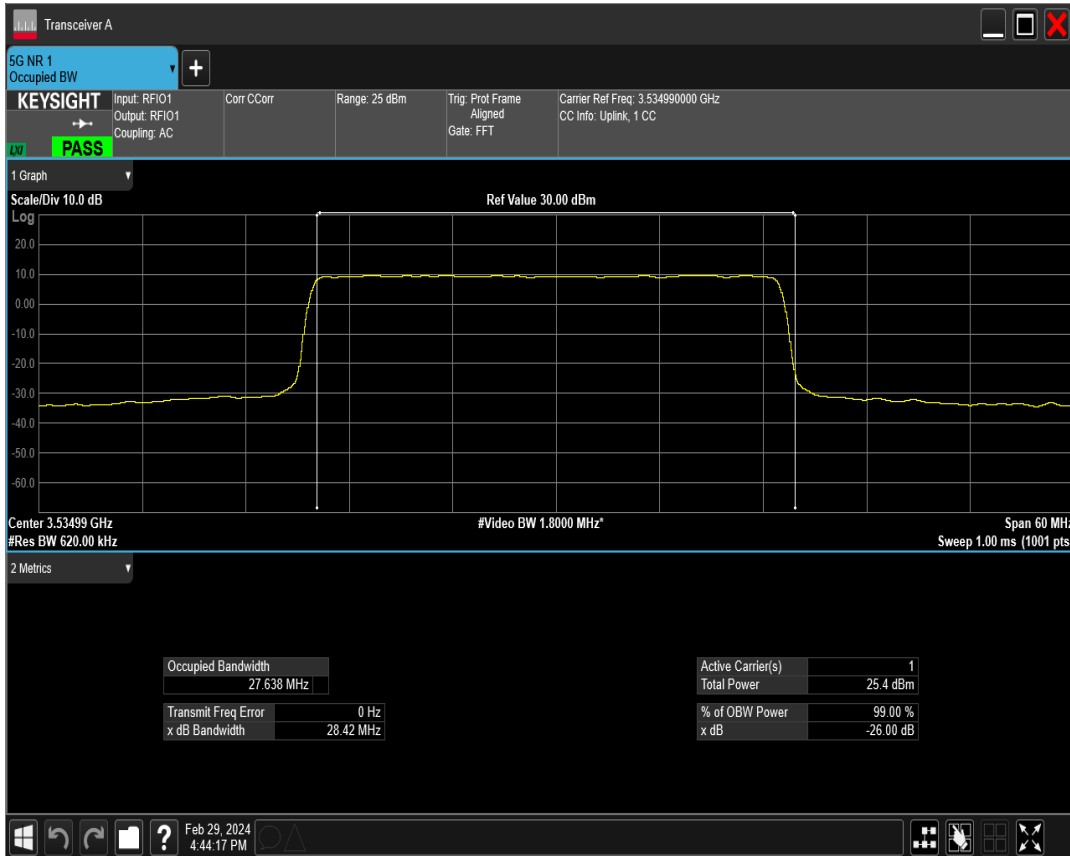 Transceiver A
5G NR 1
Occupied BW
+
KEYSIGHT
LXI
PASS
Input: RFIO1
Output: RFIO1
Coupling: AC
Corr CCorr
Range: 25 dBm
Trig: Prot Frame
Aligned
Gate: FFT
Carrier Ref Freq: 3.534990000 GHz
CC Info: Uplink, 1 CC
1 Graph
Scale/Div 10.0 dB
Ref Value 30.00 dBm
Log
20.0
10.0
0.00
-10.0
-20.0
-30.0
-40.0
-50.0
-60.0
Center 3.53499 GHz
#Video BW 1.8000 MHz*
Span 60 MHz
#Res BW 620.00 kHz
Sweep 1.00 ms (1001 pts
2 Metrics
Occupied Bandwidth
27.638 MHz
Transmit Freq Error 0 Hz
x dB Bandwidth 28.42 MHz
Active Carrier(s) 1
Total Power 25.4 dBm
% of OBW Power 99.00 %
x dB -26.00 dB
?
Feb 29, 2024
4:44:17 PM